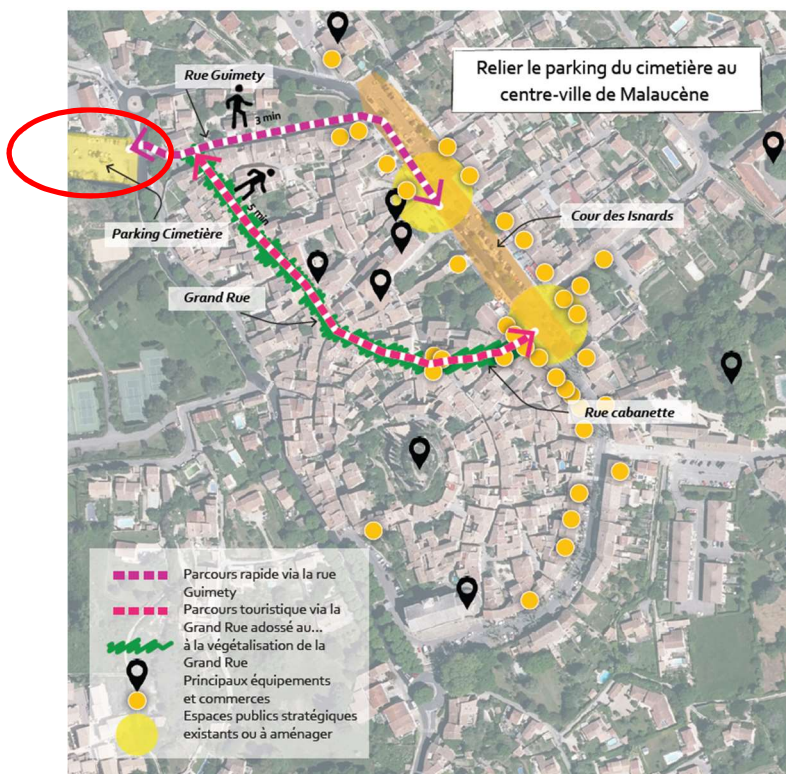 Relier le parking du cimetière au
centre-ville de Malaucène
Rue Guimety
3 min
5 min
Parking Cimetière
Cour des Isnards
Grand Rue
Rue cabanette
Parcours rapide via la rue
Guimety
Parcours touristique via la
Grand Rue adossé au...
à la végétalisation de la
Grand Rue
Principaux équipements
et commerces
Espaces publics stratégiques
existants ou à aménager